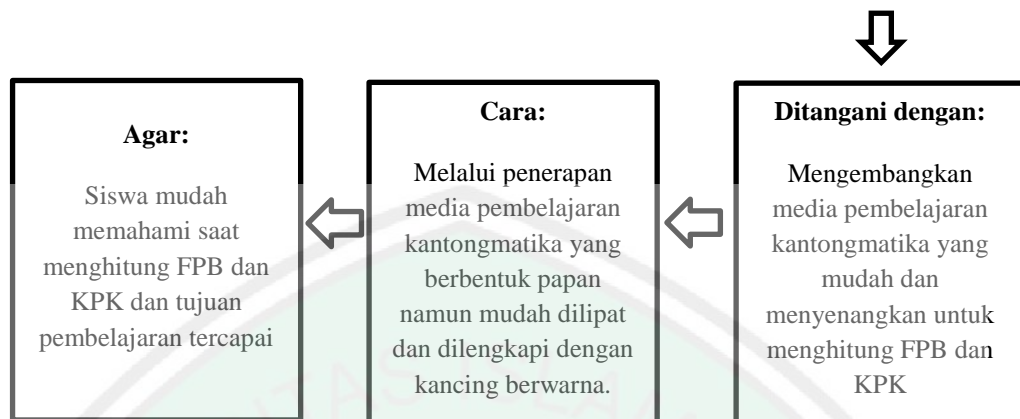 Agar:
Siswa mudah
memahami saat
menghitung FPB dan
KPK dan tujuan
pembelajaran tercapai
Cara:
Melalui penerapan
media pembelajaran
kantongmatika yang
berbentuk papan
namun mudah dilipat
dan dilengkapi dengan
kancing berwarna.
Ditangani dengan:
Mengembangkan
media pembelajaran
kantongmatika yang
mudah dan
menyenangkan untuk
menghitung FPB dan
KPK
TAS ISLAM